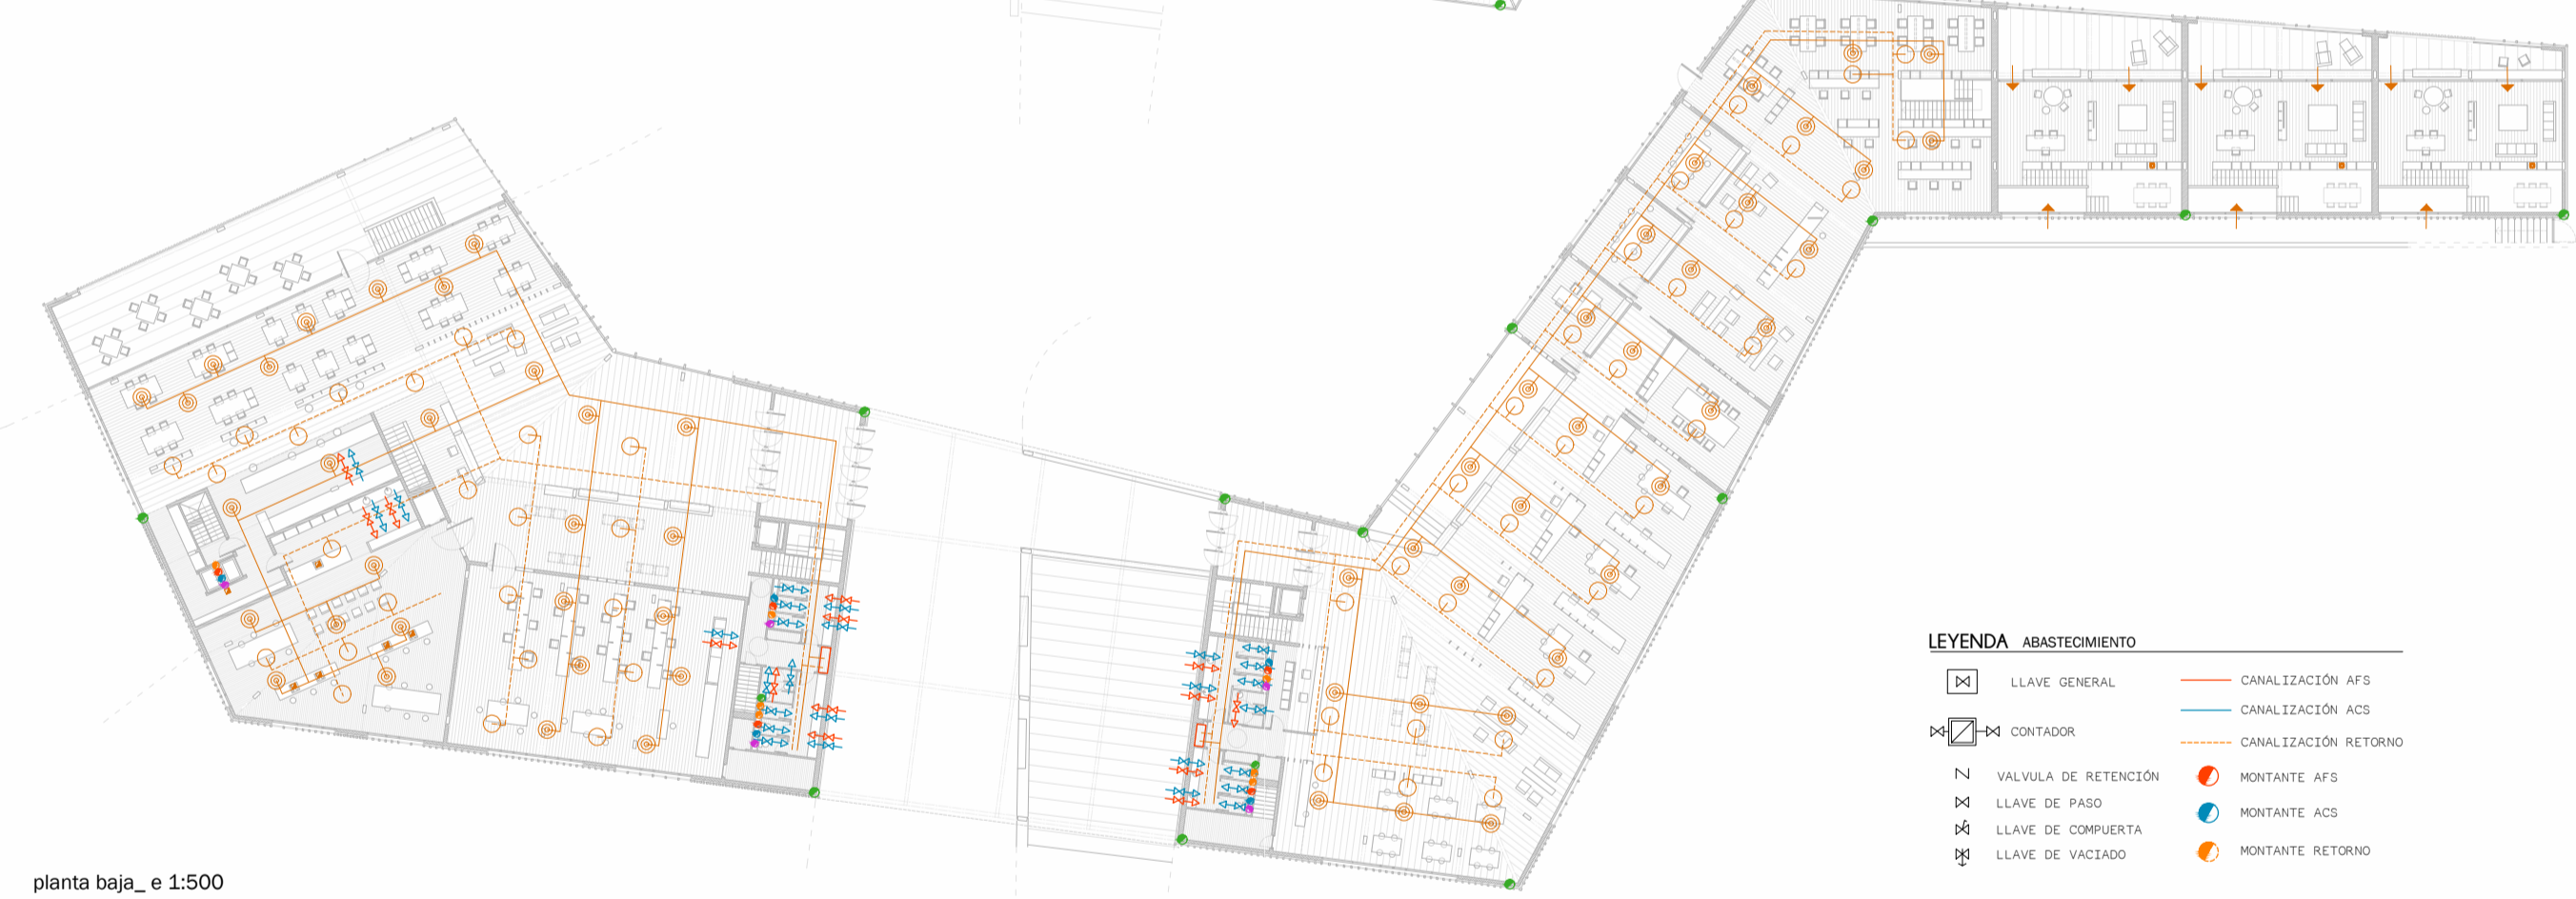 LEYENDA ABASTECIMIENTO
LLAVE GENERAL
CONTADOR
VALVULA DE RETENCIÓN
LLAVE DE PASO
LLAVE DE COMPUERTA
LLAVE DE VACIADO
CANALIZACIÓN AFS
CANALIZACIÓN ACS
CANALIZACIÓN RETORNO
MONTANTE AFS
MONTANTE ACS
MONTANTE RETORNO
planta baja_ e 1:500